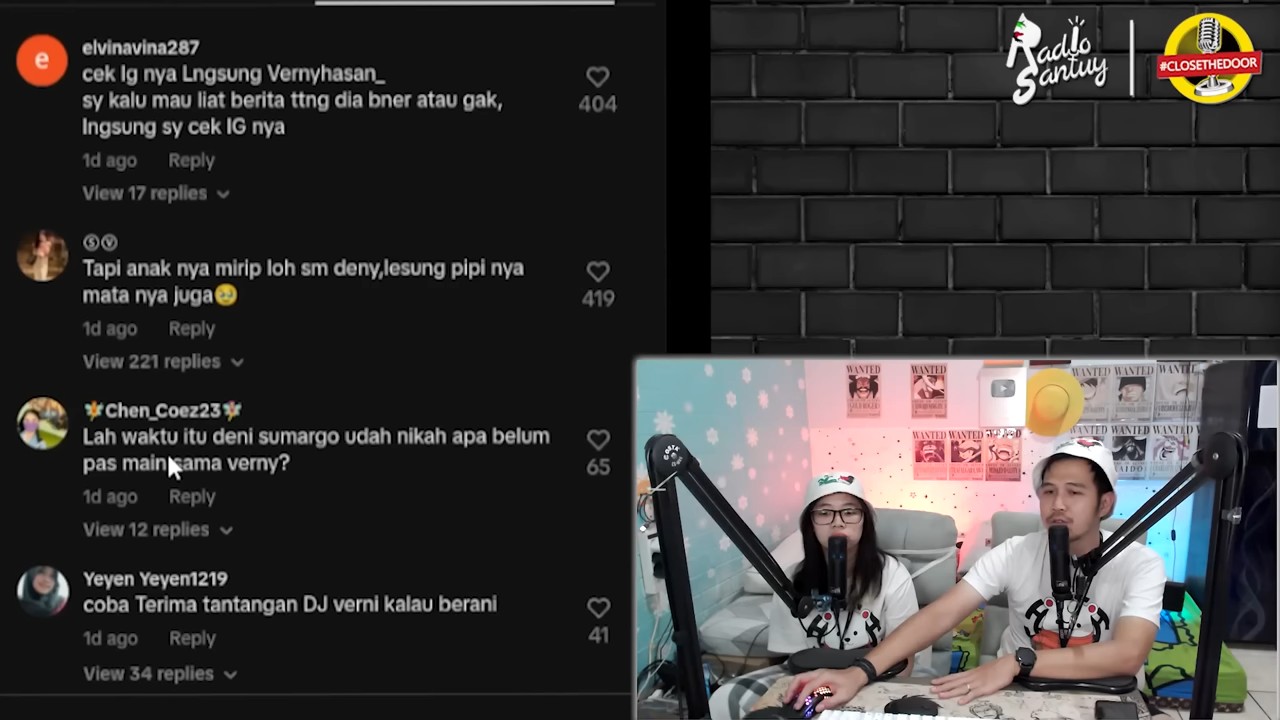 elvinavina287
cek Ig nya Lngsung Vernyhasan_
sy kalu mau liat berita ttng dia bner atau gak,
lngsung sy cek IG nya
404
1d ago Reply
View 17 replies
ⓈⓋ
Tapi anak nya mirip loh sm deny,lesung pipi nya
mata nya juga🥹
419
1d ago Reply
View 221 replies
🧚Chen_Coez23🧚
Lah waktu itu deni sumargo udah nikah apa belum
pas main sama verny?
65
1d ago Reply
View 12 replies
Yeyen Yeyen1219
coba Terima tantangan DJ verni kalau berani
41
1d ago Reply
View 34 replies
Radio
Santuy
#CLOSETHEDOOR
WANTED
WANTED
WANTED
WANTED
WANTED
WANTED
WANTED
WANTED